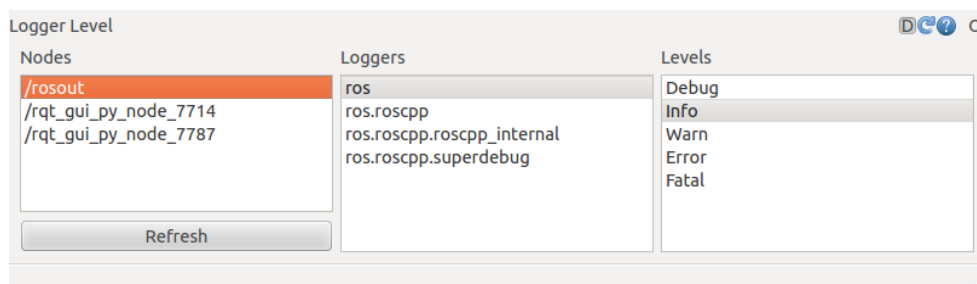 Logger Level
D ?
Nodes
/rosout
/rqt_gui_py_node_7714
/rqt_gui_py_node_7787
Refresh
Loggers
ros
ros.roscpp
ros.roscpp.roscpp_internal
ros.roscpp.superdebug
Levels
Debug
Info
Warn
Error
Fatal